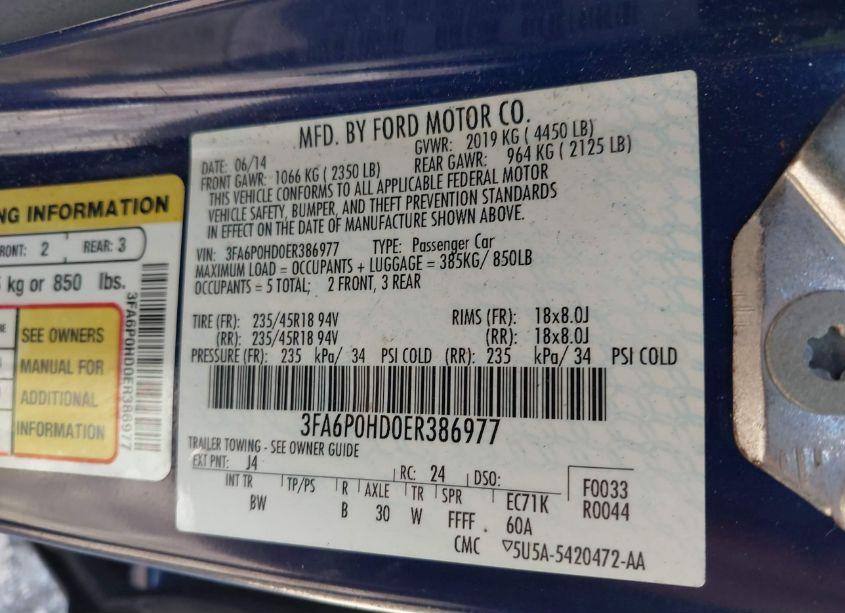 MFD. BY FORD MOTOR CO.
DATE: 06/14 GVWR: 2019 KG ( 4450 LB)
FRONT GAWR: 1066 KG ( 2350 LB) REAR GAWR: 964 KG ( 2125 LB)
THIS VEHICLE CONFORMS TO ALL APPLICABLE FEDERAL MOTOR
VEHICLE SAFETY, BUMPER, AND THEFT PREVENTION STANDARDS
IN EFFECT ON THE DATE OF MANUFACTURE SHOWN ABOVE.
VIN: 3FA6P0HD0ER386977 TYPE: Passenger Car
MAXIMUM LOAD = OCCUPANTS + LUGGAGE = 385KG/ 850LB
OCCUPANTS = 5 TOTAL; 2 FRONT, 3 REAR
TIRE (FR): 235/45R18 94V RIMS (FR): 18x8.0J
(RR): 235/45R18 94V (RR): 18x8.0J
PRESSURE (FR): 235 kPa/ 34 PSI COLD (RR): 235 kPa/ 34 PSI COLD
3FA6P0HD0ER386977
TRAILER TOWING - SEE OWNER GUIDE
EXT PNT: J4 RC: 24 DSO:
INT TR TP/PS R AXLE TR SPR EC71K F0033
BW B 30 W FFFF 60A R0044
CMC ▽5U5A-5420472-AA
NG INFORMATION
FRONT: 2 REAR: 3
kg or 850 lbs.
SEE OWNERS
MANUAL FOR
ADDITIONAL
INFORMATION
3FA6P0HD0ER386977